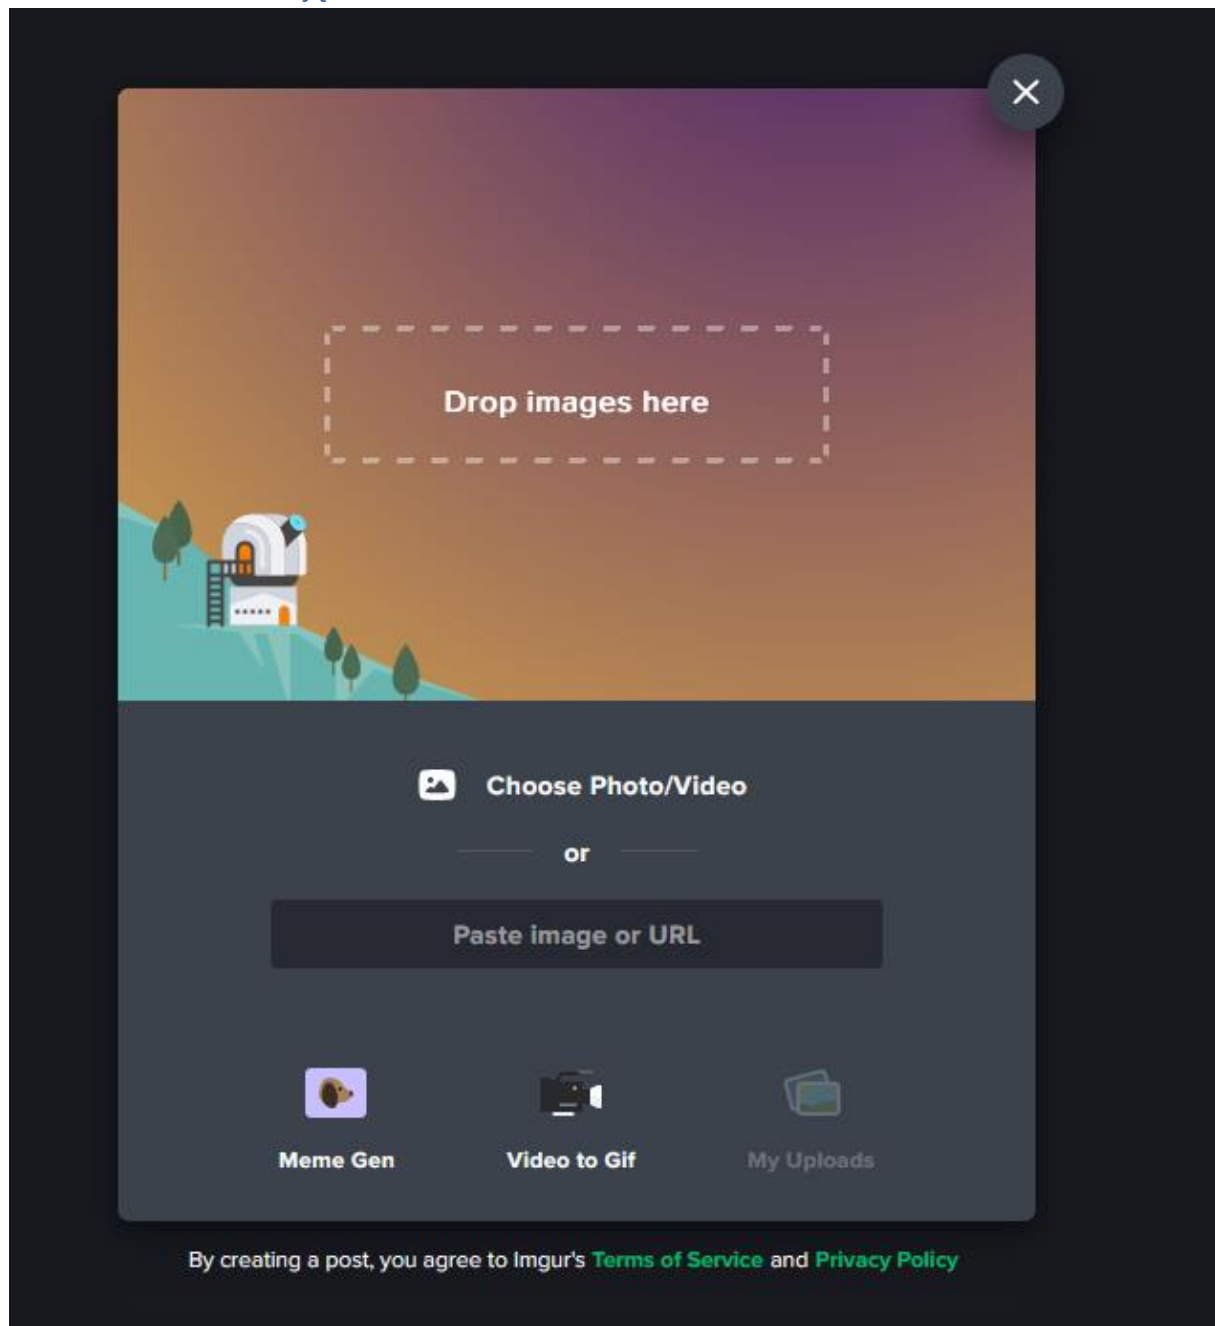 Drop images here
Choose Photo/Video
or
Paste image or URL
Meme Gen
Video to Gif
My Uploads
By creating a post, you agree to Imgur's Terms of Service and Privacy Policy